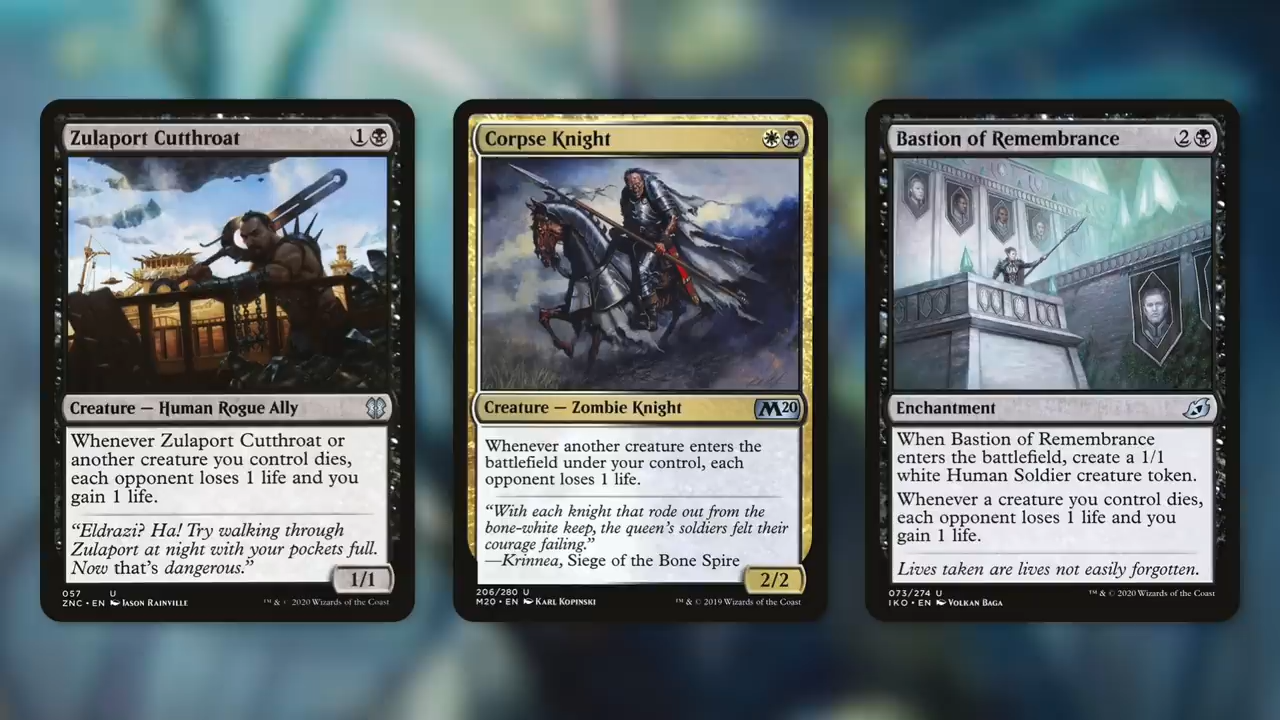 Zulaport Cutthroat 1
Creature — Human Rogue Ally
Whenever Zulaport Cutthroat or
another creature you control dies,
each opponent loses 1 life and you
gain 1 life.
“Eldrazi? Ha! Try walking through
Zulaport at night with your pockets full.
Now that’s dangerous.”
1/1
057 U
ZNC • EN Jason Rainville
™ & © 2020 Wizards of the Coast
Corpse Knight
Creature — Zombie Knight
M20
Whenever another creature enters the
battlefield under your control, each
opponent loses 1 life.
“With each knight that rode out from the
bone-white keep, the queen’s soldiers felt their
courage failing.”
—Krinnea, Siege of the Bone Spire
2/2
206/280 U
M20 • EN Karl Kopinski
™ & © 2019 Wizards of the Coast
Bastion of Remembrance 2
Enchantment
When Bastion of Remembrance
enters the battlefield, create a 1/1
white Human Soldier creature token.
Whenever a creature you control dies,
each opponent loses 1 life and you
gain 1 life.
Lives taken are lives not easily forgotten.
073/274 U
IKO • EN Volkan Baga
™ & © 2020 Wizards of the Coast